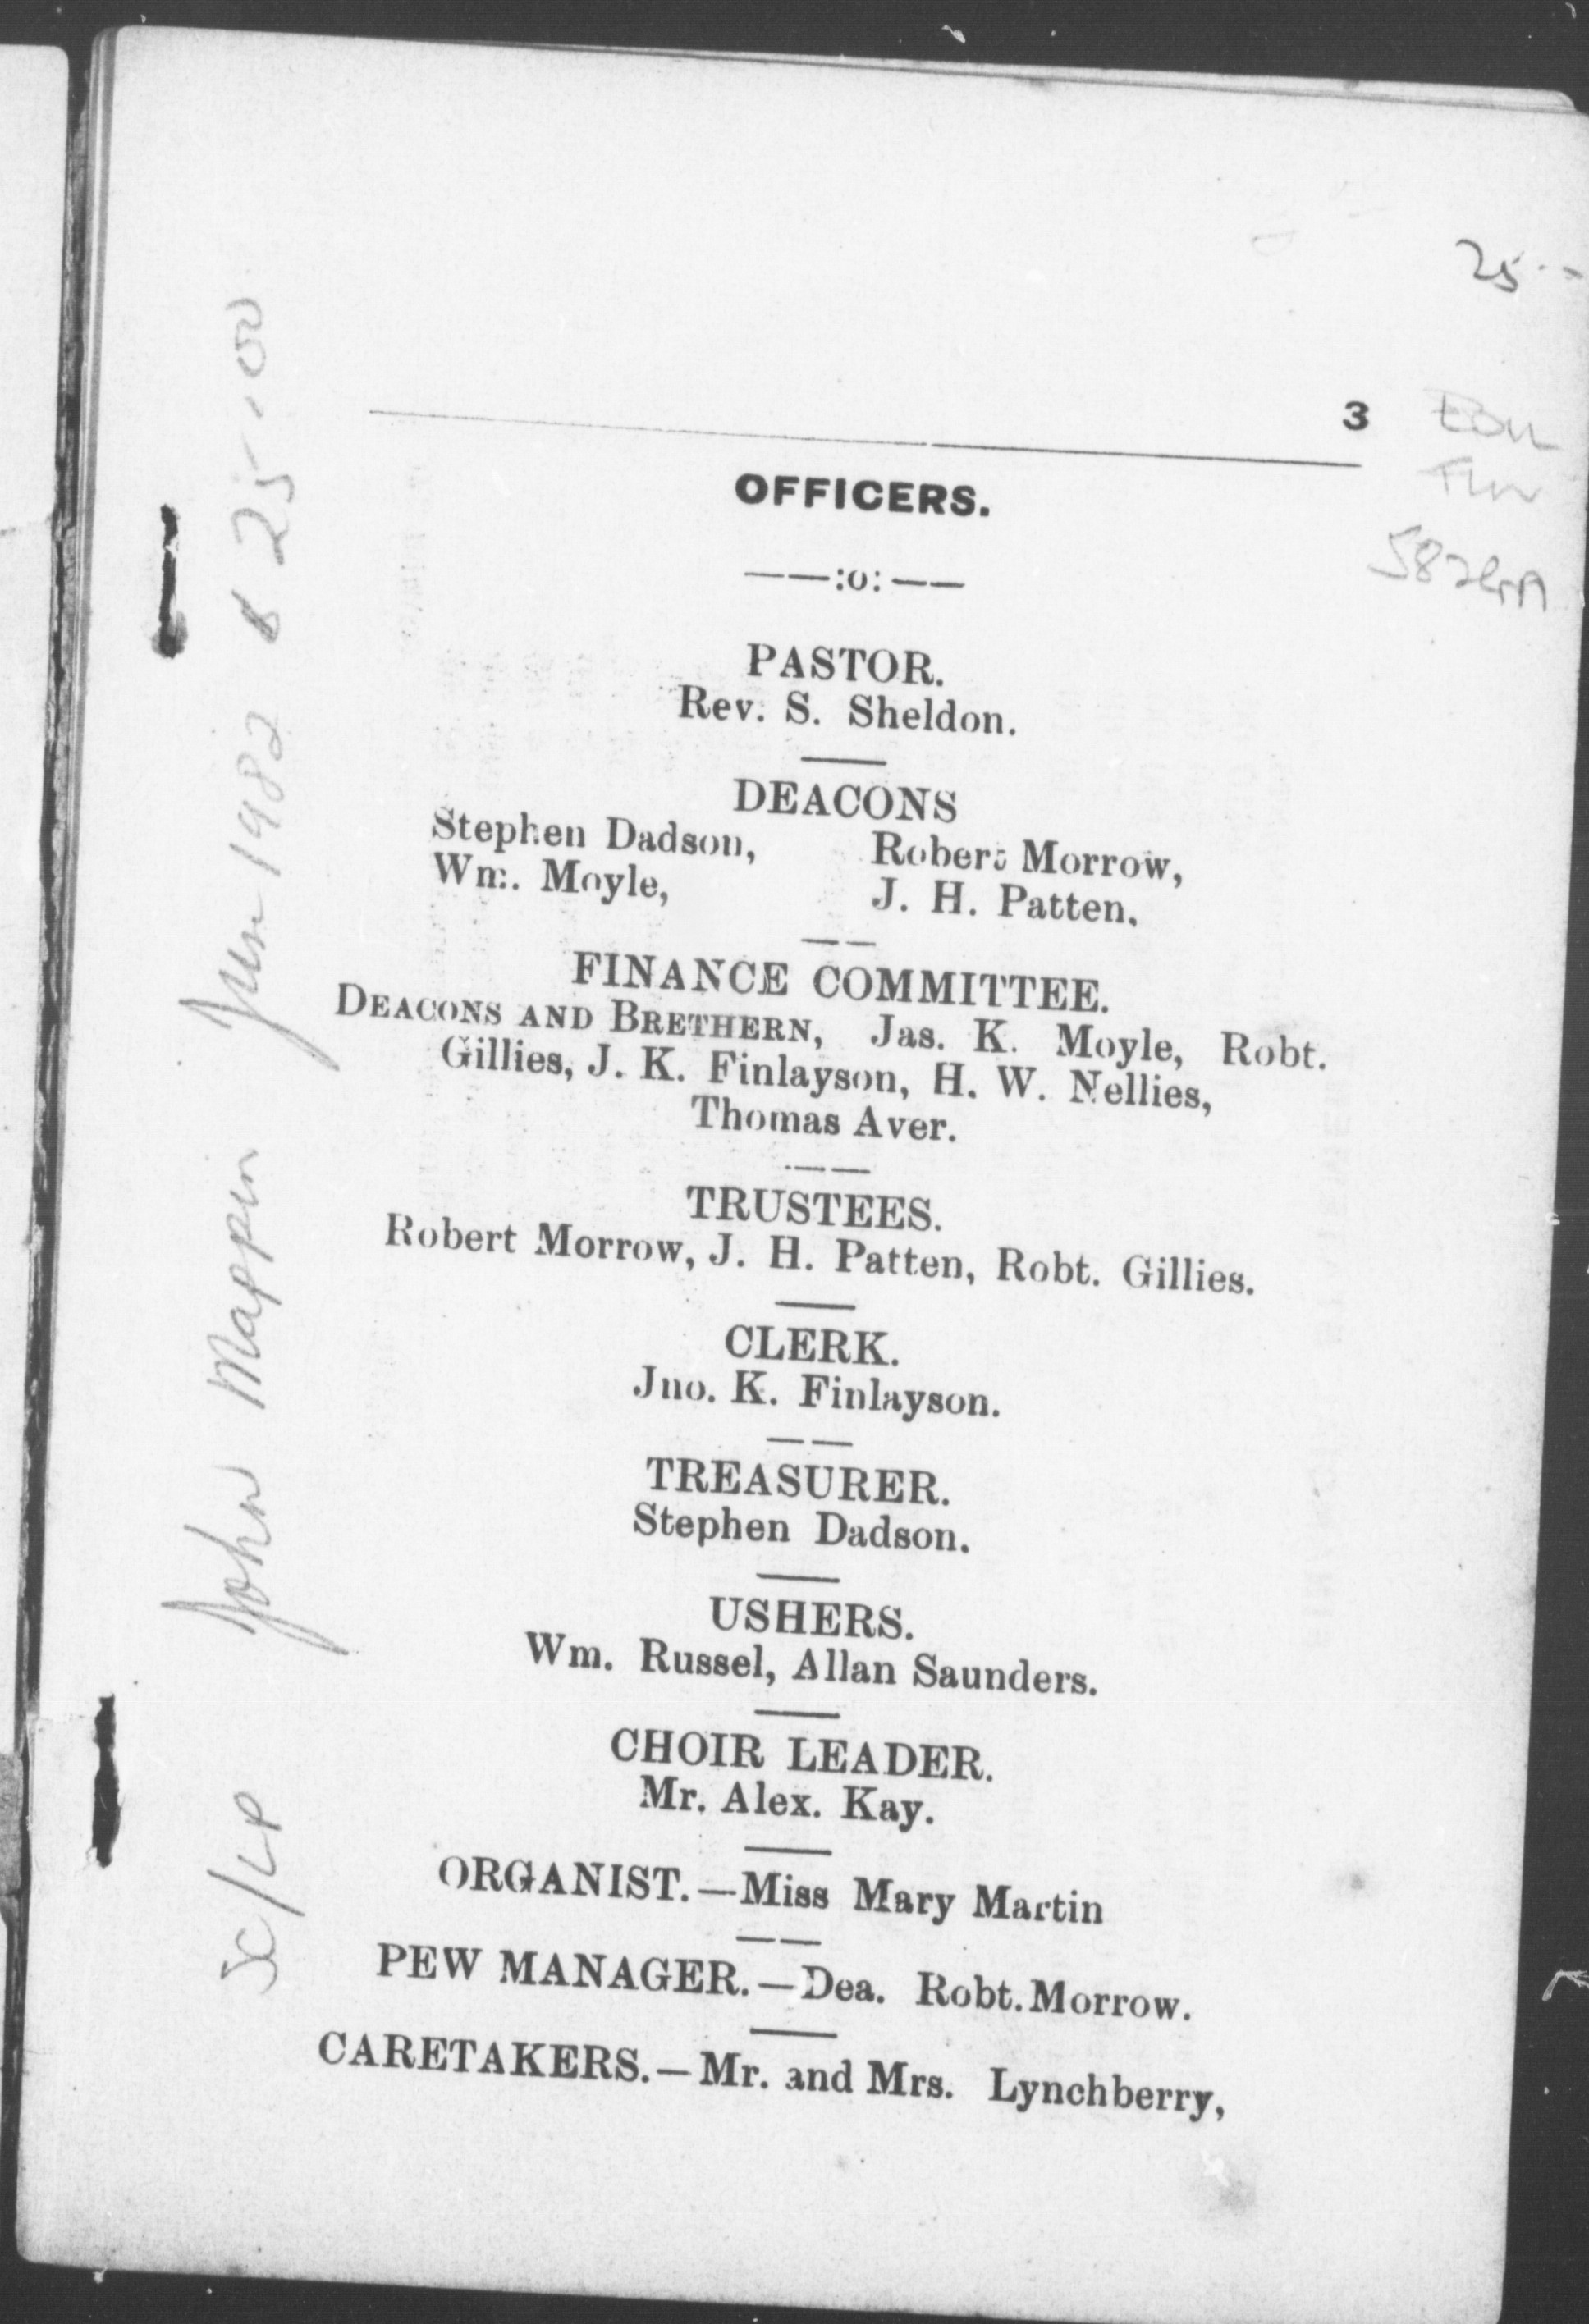 25
3
OFFICERS.
——:o:——
PASTOR.
Rev. S. Sheldon.
DEACONS
Stephen Dadson, Robert Morrow,
Wm. Moyle, J. H. Patten.
FINANCE COMMITTEE.
DEACONS AND BRETHERN, Jas. K. Moyle, Robt.
Gillies, J. K. Finlayson, H. W. Nellies,
Thomas Aver.
TRUSTEES.
Robert Morrow, J. H. Patten, Robt. Gillies.
CLERK.
Jno. K. Finlayson.
TREASURER.
Stephen Dadson.
USHERS.
Wm. Russel, Allan Saunders.
CHOIR LEADER.
Mr. Alex. Kay.
ORGANIST.—Miss Mary Martin
PEW MANAGER.—Dea. Robt. Morrow.
CARETAKERS.—Mr. and Mrs. Lynchberry,
John Mappin 1982 25.00